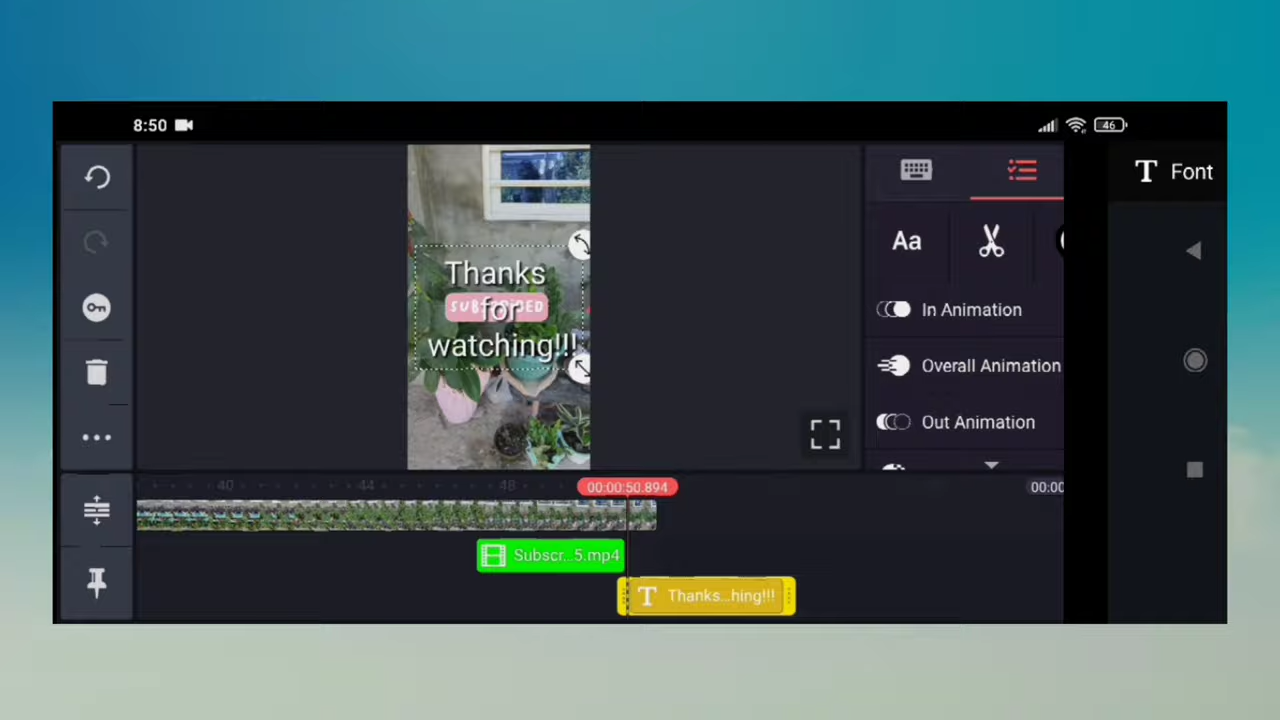 8:50
46
T Font
Aa
Thanks
SUBSCRIBED
for
watching!!!
In Animation
Overall Animation
Out Animation
40
44
48
00:00:50.894
00:00
Subscr...5.mp4
T Thanks...hing!!!